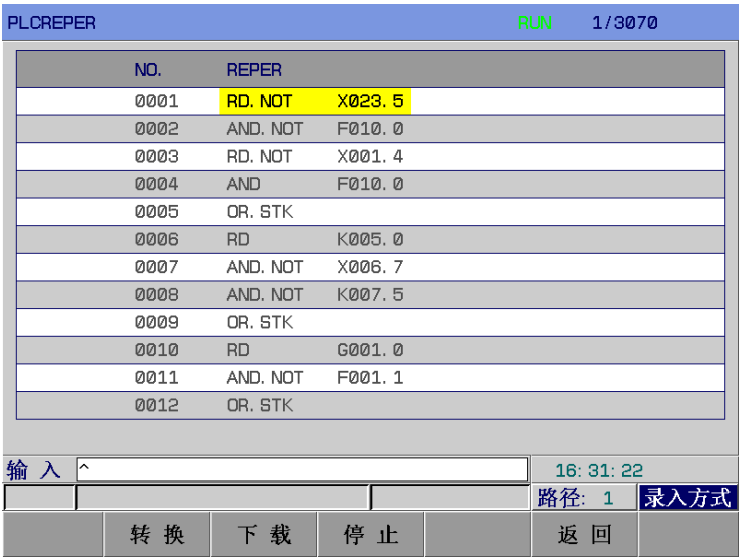 PLCREPER RUN 1/3070
NO. REPER
0001 RD. NOT X023. 5
0002 AND. NOT F010. 0
0003 RD. NOT X001. 4
0004 AND F010. 0
0005 OR. STK
0006 RD K005. 0
0007 AND. NOT X006. 7
0008 AND. NOT K007. 5
0009 OR. STK
0010 RD G001. 0
0011 AND. NOT F001. 1
0012 OR. STK
输 入 ^ 16: 31: 22
路径: 1 录入方式
转 换 下 载 停 止 返 回